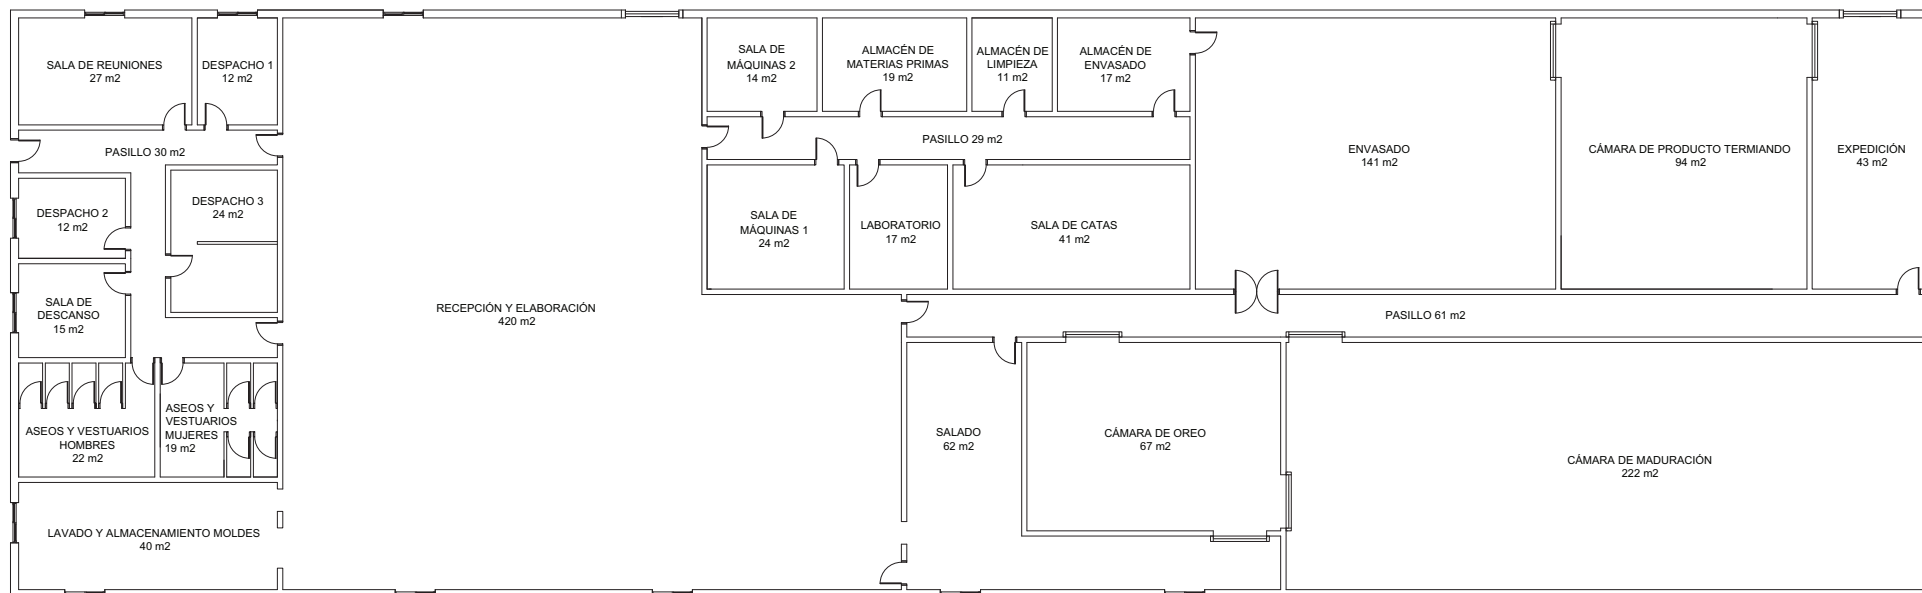 SALA DE REUNIONES
27 m2
DESPACHO 1
12 m2
SALA DE
MÁQUINAS 2
14 m2
ALMACÉN DE
MATERIAS PRIMAS
19 m2
ALMACÉN DE
LIMPIEZA
11 m2
ALMACÉN DE
ENVASADO
17 m2
PASILLO 30 m2
PASILLO 29 m2
ENVASADO
141 m2
CÁMARA DE PRODUCTO TERMIANDO
94 m2
EXPEDICIÓN
43 m2
DESPACHO 2
12 m2
DESPACHO 3
24 m2
SALA DE
MÁQUINAS 1
24 m2
LABORATORIO
17 m2
SALA DE CATAS
41 m2
SALA DE
DESCANSO
15 m2
RECEPCIÓN Y ELABORACIÓN
420 m2
PASILLO 61 m2
ASEOS Y VESTUARIOS
HOMBRES
22 m2
ASEOS Y
VESTUARIOS
MUJERES
19 m2
SALADO
62 m2
CÁMARA DE OREO
67 m2
CÁMARA DE MADURACIÓN
222 m2
LAVADO Y ALMACENAMIENTO MOLDES
40 m2